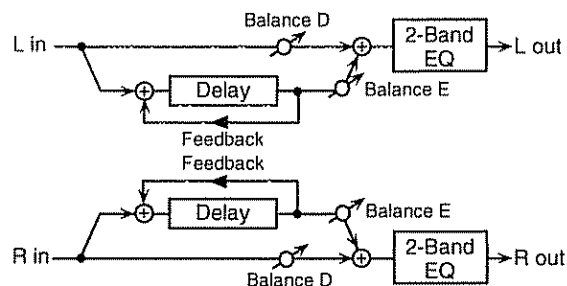 Balance D
L in
2-Band
EQ
L out
Delay
Balance E
Feedback
Feedback
Delay
Balance E
R in
2-Band
EQ
R out
Balance D